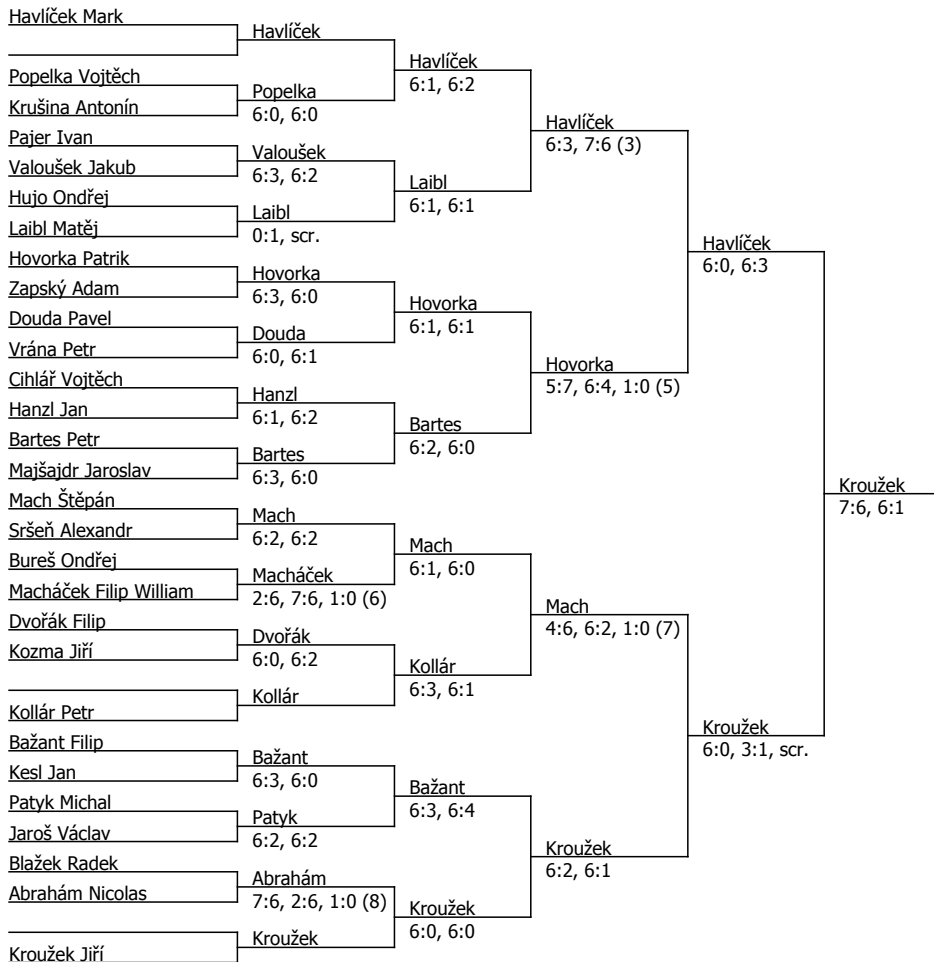 Havlíček Mark
Popelka Vojtěch
Krušina Antonín
Pajer Ivan
Valoušek Jakub
Hujo Ondřej
Laibl Matěj
Hovorka Patrik
Zapský Adam
Douda Pavel
Vrána Petr
Cihlář Vojtěch
Hanzl Jan
Bartes Petr
Majšajdr Jaroslav
Mach Štěpán
Sršeň Alexandr
Bureš Ondřej
Macháček Filip William
Dvořák Filip
Kozma Jiří
Kollár Petr
Bažant Filip
Kesl Jan
Patyk Michal
Jaroš Václav
Blažek Radek
Abrahám Nicolas
Kroužek Jiří
Havlíček
Popelka
6:0, 6:0
Valoušek
6:3, 6:2
Laibl
0:1, scr.
Hovorka
6:3, 6:0
Douda
6:0, 6:1
Hanzl
6:1, 6:2
Bartes
6:3, 6:0
Mach
6:2, 6:2
Macháček
2:6, 7:6, 1:0 (6)
Dvořák
6:0, 6:2
Kollár
Bažant
6:3, 6:0
Patyk
6:2, 6:2
Abrahám
7:6, 2:6, 1:0 (8)
Kroužek
Havlíček
6:1, 6:2
Laibl
6:1, 6:1
Hovorka
6:1, 6:1
Bartes
6:2, 6:0
Mach
6:1, 6:0
Kollár
6:3, 6:1
Bažant
6:3, 6:4
Kroužek
6:0, 6:0
Havlíček
6:3, 7:6 (3)
Hovorka
5:7, 6:4, 1:0 (5)
Mach
4:6, 6:2, 1:0 (7)
Kroužek
6:2, 6:1
Havlíček
6:0, 6:3
Kroužek
6:0, 3:1, scr.
Kroužek
7:6, 6:1